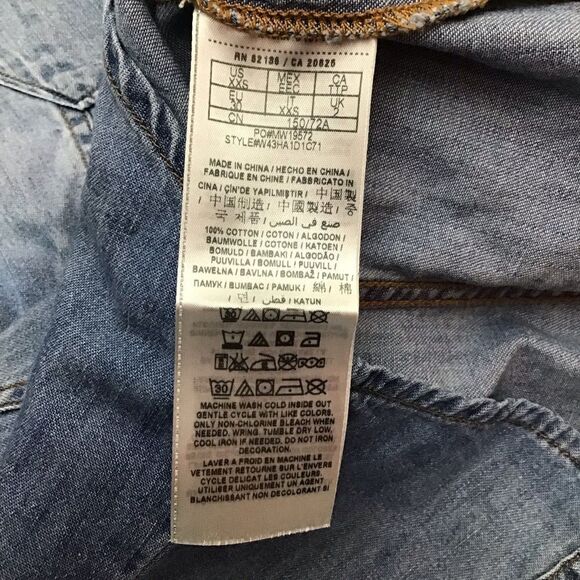 RN 62136 / CA 20626
US MEX CA
XXS EEC TTP
EU IT UK
30 XXS 2
CN 150/72A
PO#MW19572
STYLE#W43HA1D1C71
MADE IN CHINA / HECHO EN CHINA /
FABRIQUE EN CHINE / FABBRICATO IN
CINA / ÇIN'DE YAPILMIŞTIR / 中国製
/ 中国制造 / 中國製造 / 중
국 제품 / صنع في الصين
100% COTTON / COTON / ALGODON /
BAUMWOLLE / COTONE / KATOEN /
BOMULD / BAMBAKI / ALGODÃO /
PUUVILLA / BOMULL / PUUVILL /
BAWEŁNA / BAVLNA / BOMBAŽ / PAMUT /
ПАМУК / BUMBAC / PAMUK / 綿 / 棉
/ 면 / قطن / KATUN
30
MACHINE WASH COLD INSIDE OUT
GENTLE CYCLE WITH LIKE COLORS.
ONLY NON-CHLORINE BLEACH WHEN
NEEDED. WRING. TUMBLE DRY LOW.
COOL IRON IF NEEDED. DO NOT IRON
DECORATION.
LAVER A FROID EN MACHINE LE
VETEMENT RETOURNE SUR L'ENVERS
CYCLE DELICAT LES COULEURS
UTILISER UNIQUEMENT UN AGENT
BLANCHISSANT NON DECOLORANT SI